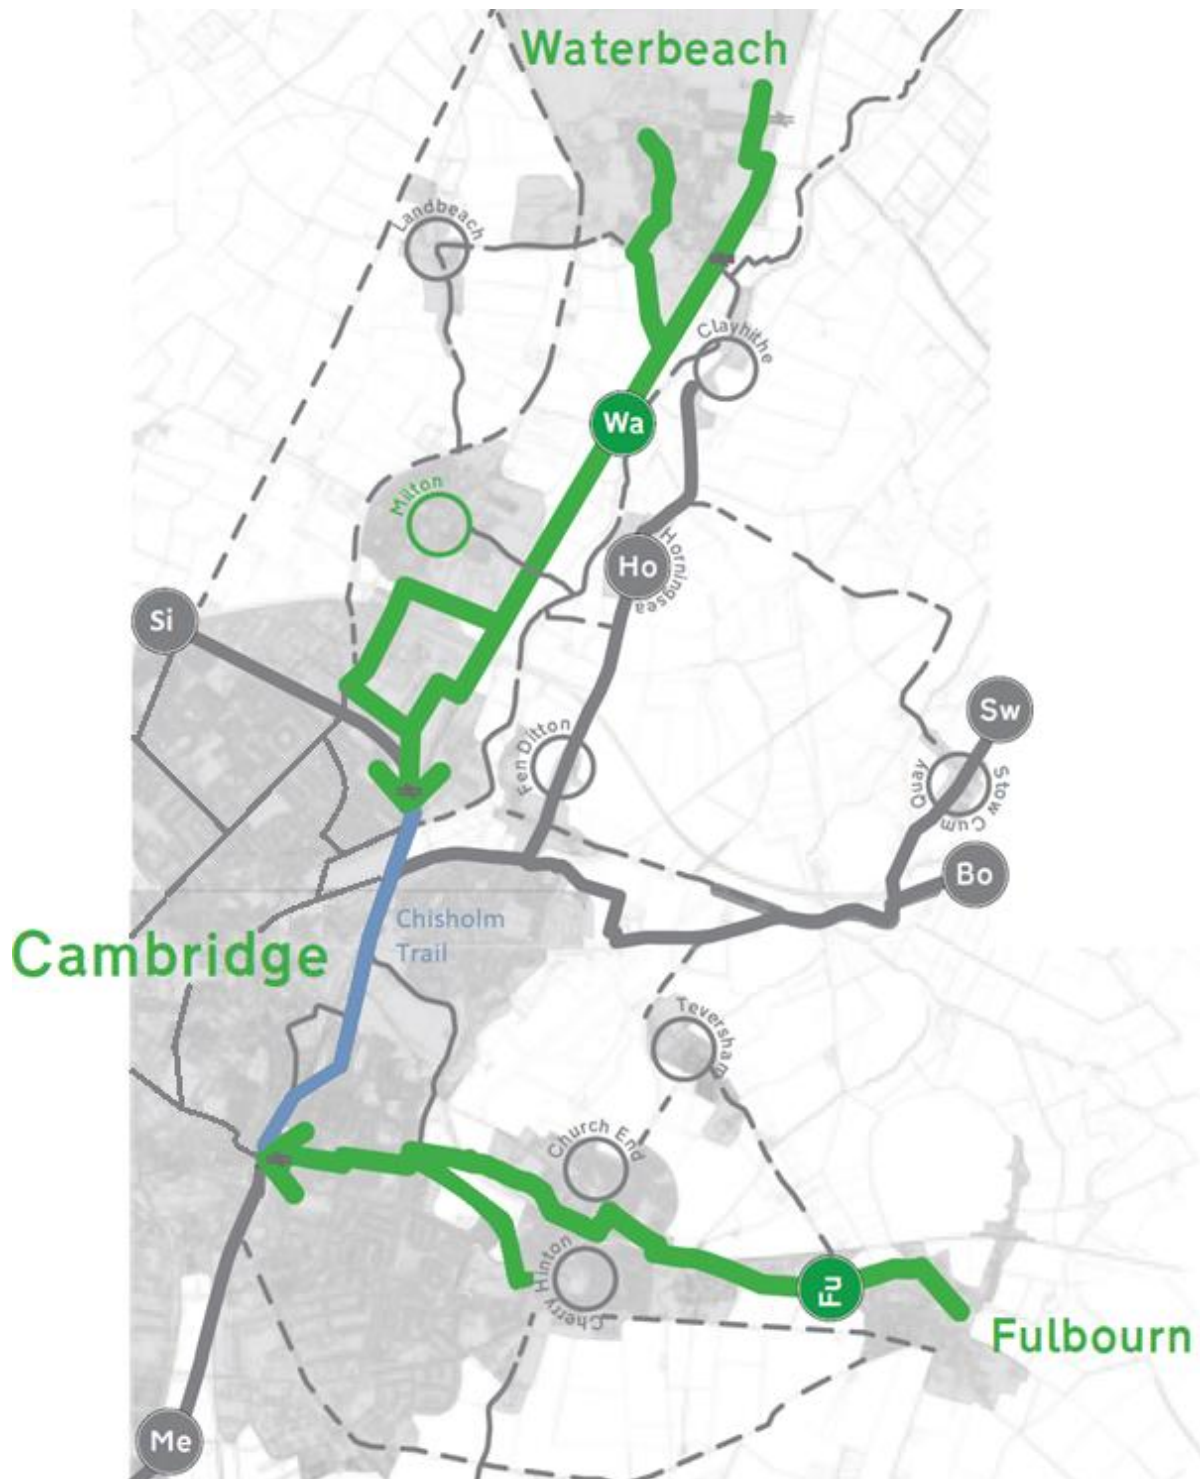 Waterbeach
Landbeach
Clayhithe
Wa
Milton
Ho
Horningsea
Si
Sw
Fen Ditton
Quay
Stow Cum
Bo
Chisholm
Trail
Cambridge
Teversham
Church End
Cherry Hinton
Fu
Fulbourn
Me